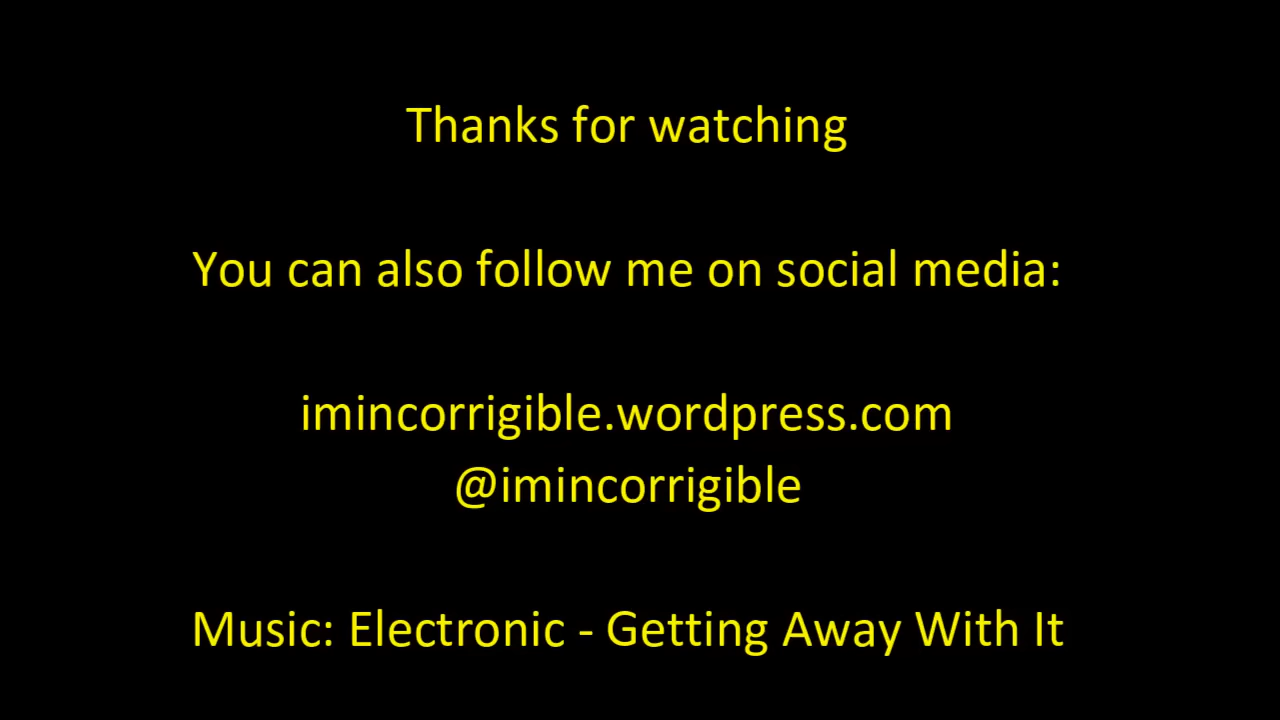 Thanks for watching
You can also follow me on social media:
imincorrigible.wordpress.com
@imincorrigible
Music: Electronic - Getting Away With It